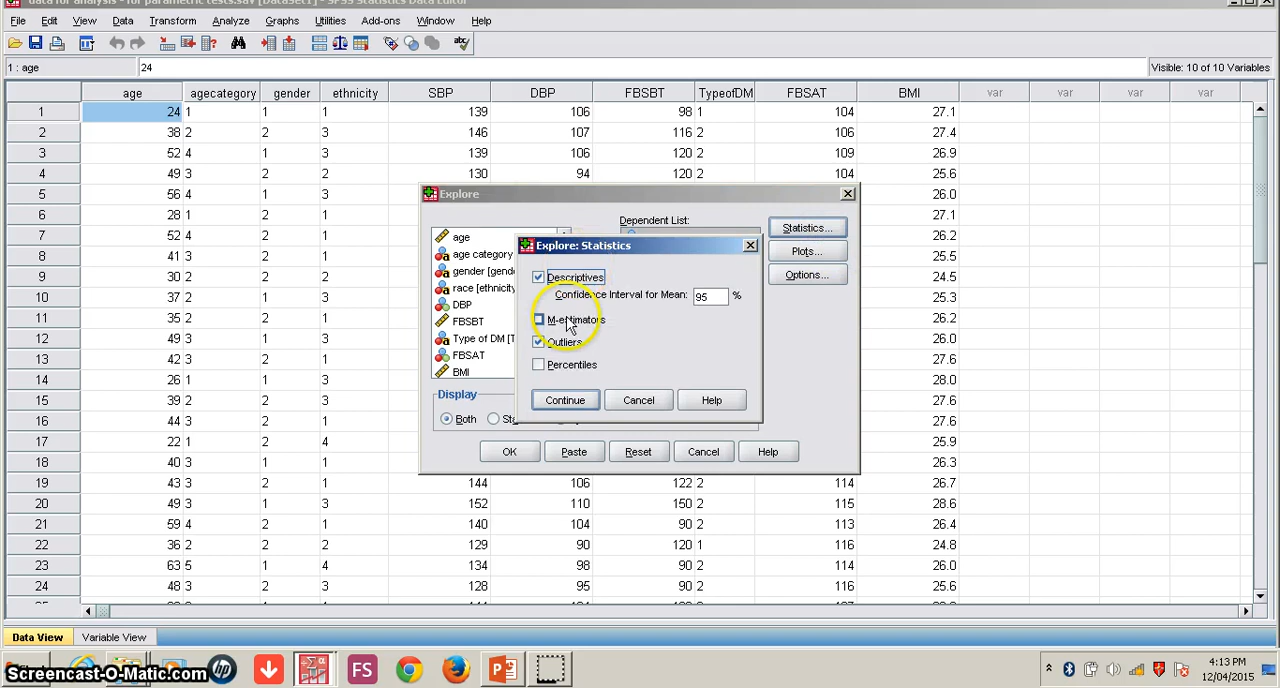 data for analysis - for parametric tests.sav [DataSet1] - SPSS Statistics Data Editor
File Edit View Data Transform Analyze Graphs Utilities Add-ons Window Help
1 : age 24 Visible: 10 of 10 Variables
age agecategory gender ethnicity SBP DBP FBSBT TypeofDM FBSAT BMI var var var var
1 24 1 1 1 139 106 98 1 104 27.1
2 38 2 2 3 146 107 116 2 106 27.4
3 52 4 1 3 139 106 120 2 109 26.9
4 49 3 2 2 130 94 120 2 104 25.6
5 56 4 1 3 26.0
6 28 1 2 1 27.1
7 52 4 2 1 26.4
8 41 3 2 1 25.6
9 30 2 2 2 26.3
10 37 2 1 3 25.3
11 35 2 1 2 26.2
12 49 3 2 1 26.6
13 42 3 2 1 25.6
14 26 1 1 3 28.0
15 39 2 1 3 26.4
16 44 3 2 1 27.6
17 22 1 2 4 25.9
18 40 3 1 1 26.3
19 43 3 2 1 144 106 122 2 114 26.7
20 49 3 1 3 152 110 150 2 115 28.6
21 59 4 2 1 140 104 90 2 113 26.4
22 36 2 2 2 129 90 120 1 116 24.8
23 63 5 1 4 134 98 90 2 114 26.0
24 48 3 2 3 128 95 90 2 116 25.6
Explore
Dependent List:
age
age category
gender [gend
race [ethnicity
DBP
FBSBT
Type of DM [T
FBSAT
BMI
Statistics...
Plots...
Options...
Display
Both
OK Paste Reset Cancel Help
Explore: Statistics
Descriptives
Confidence Interval for Mean: 95 %
M-estimators
Outliers
Percentiles
Continue Cancel Help
Data View Variable View
Screencast-O-Matic.com
hp FS
4:13 PM
12/04/2015